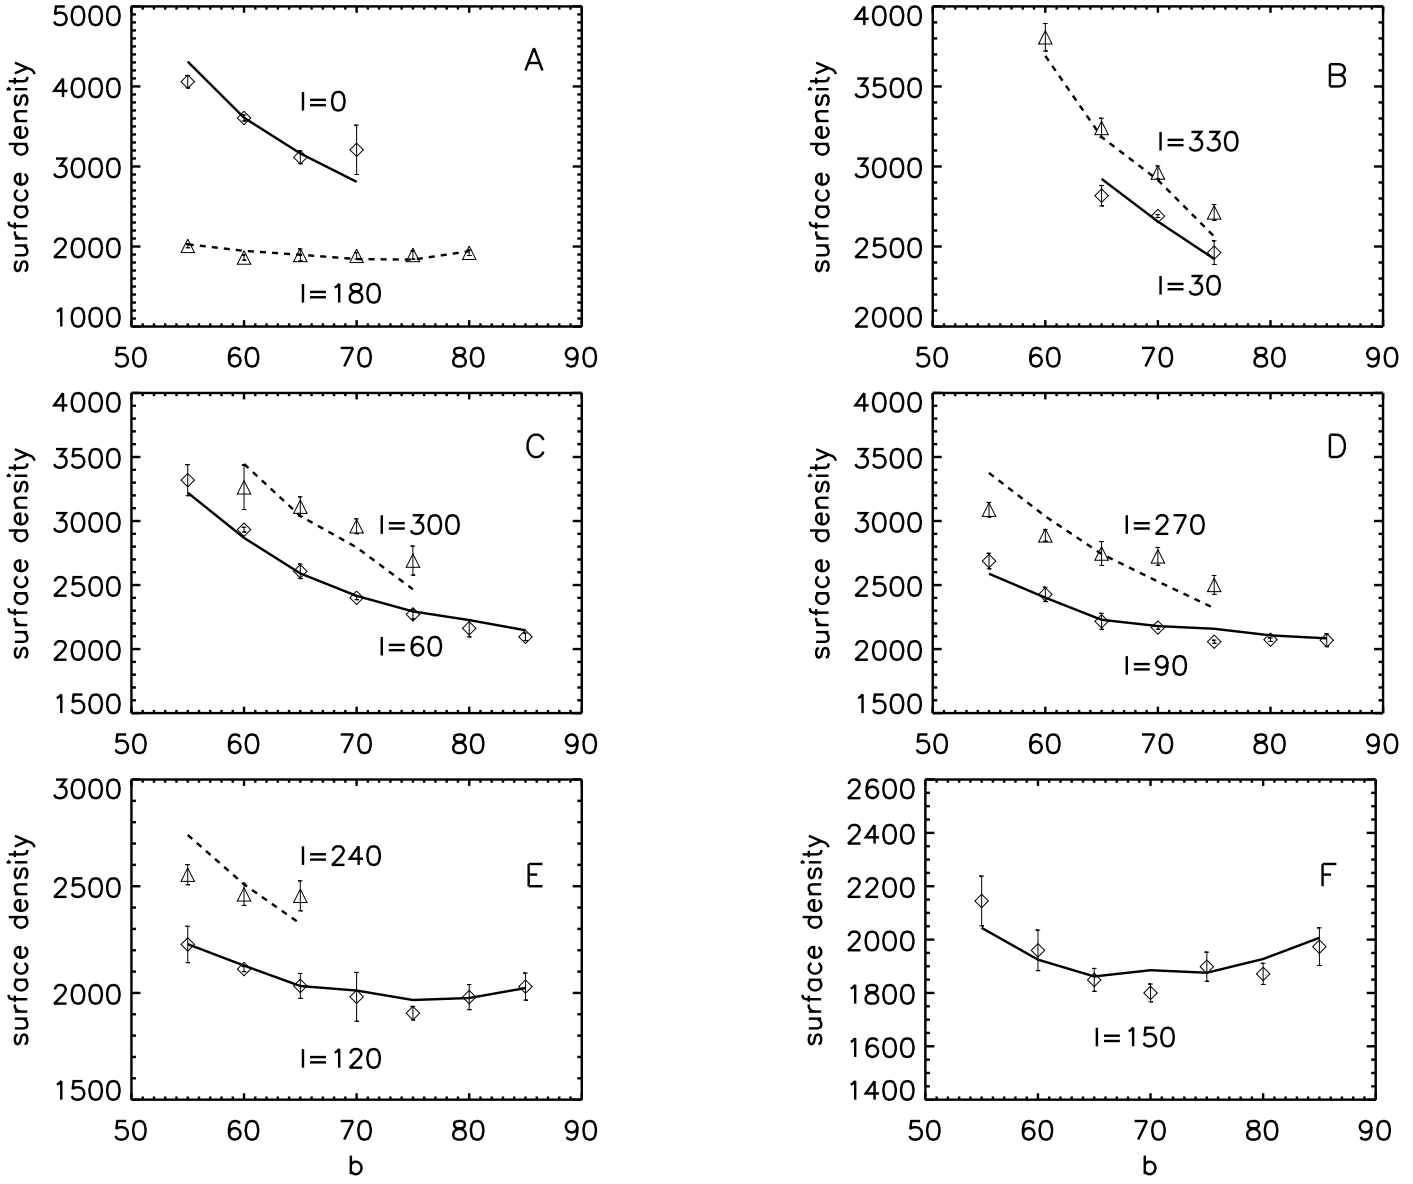 5000
4000
3000
2000
1000
surface density
A
l=0
l=180
50 60 70 80 90
4000
3500
3000
2500
2000
surface density
B
l=330
l=30
50 60 70 80 90
4000
3500
3000
2500
2000
1500
surface density
C
l=300
l=60
50 60 70 80 90
4000
3500
3000
2500
2000
1500
surface density
D
l=270
l=90
50 60 70 80 90
3000
2500
2000
1500
surface density
E
l=240
l=120
50 60 70 80 90
b
2600
2400
2200
2000
1800
1600
1400
surface density
F
l=150
50 60 70 80 90
b